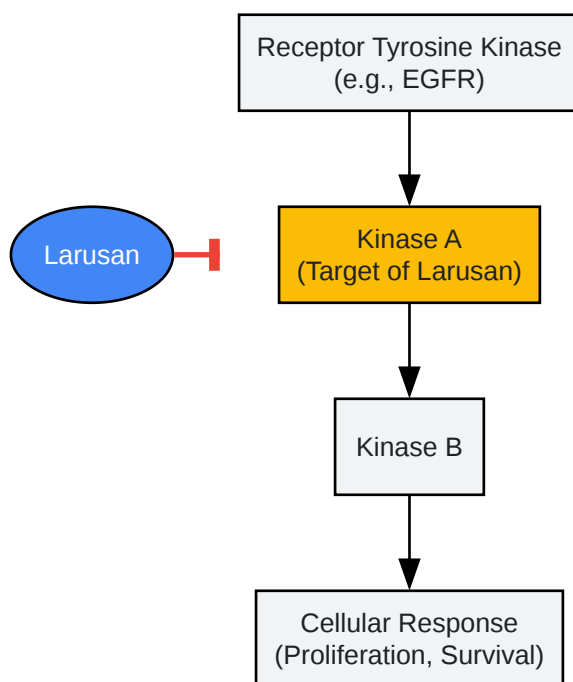 Receptor Tyrosine Kinase
(e.g., EGFR)
Larusan
Kinase A
(Target of Larusan)
Kinase B
Cellular Response
(Proliferation, Survival)